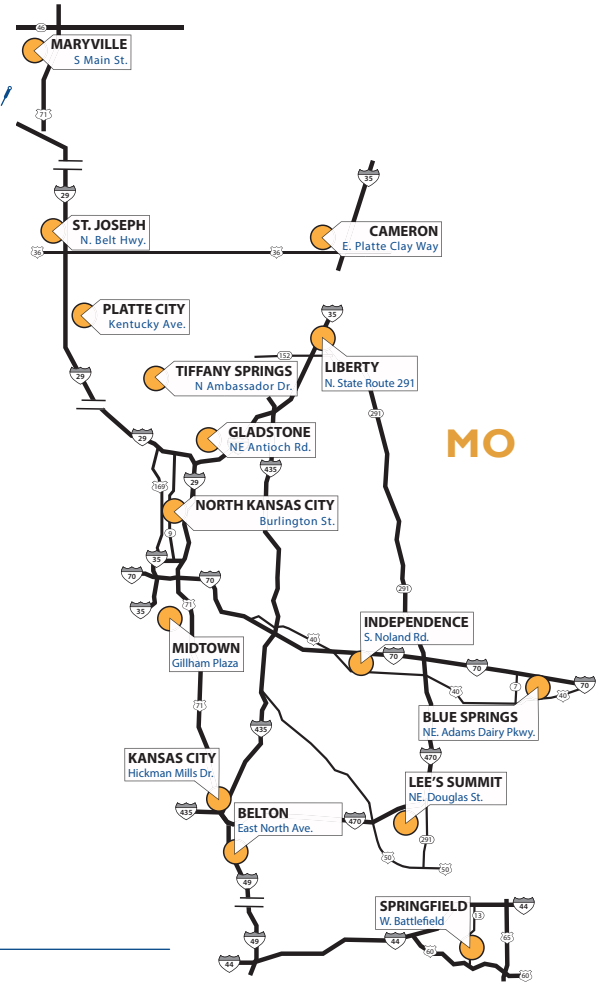 46
MARYVILLE
S Main St.
71
29
35
ST. JOSEPH
N. Belt Hwy.
CAMERON
E. Platte Clay Way
36
36
PLATTE CITY
Kentucky Ave.
35
152
LIBERTY
N. State Route 291
TIFFANY SPRINGS
N Ambassador Dr.
29
291
GLADSTONE
NE Antioch Rd.
MO
29
435
29
169
NORTH KANSAS CITY
Burlington St.
9
35
70
70
291
71
35
INDEPENDENCE
S. Noland Rd.
40
MIDTOWN
Gillham Plaza
70
70
70
7
40
40
71
BLUE SPRINGS
NE. Adams Dairy Pkwy.
435
470
KANSAS CITY
Hickman Mills Dr.
LEE'S SUMMIT
NE. Douglas St.
435
BELTON
East North Ave.
470
291
50
50
49
SPRINGFIELD
W. Battlefield
13
44
49
44
65
60
44
60